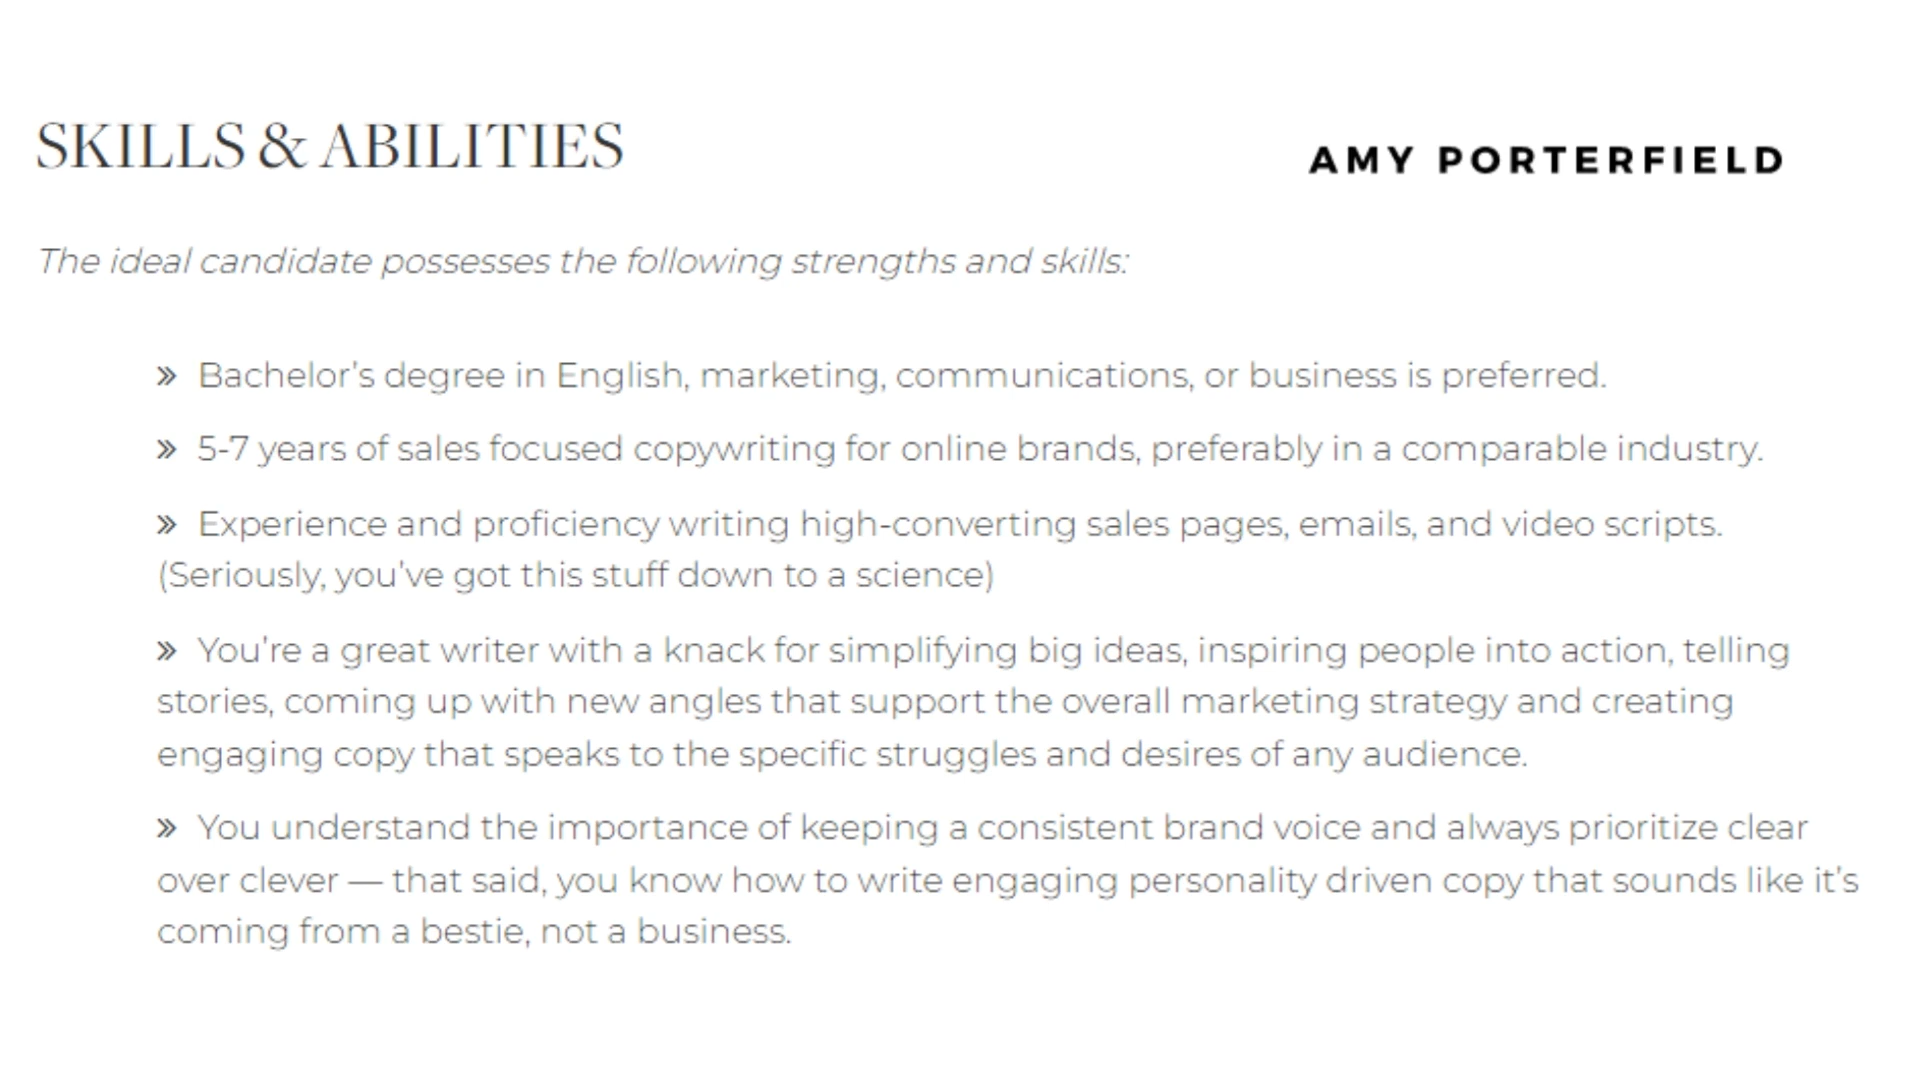 SKILLS & ABILITIES
AMY PORTERFIELD
The ideal candidate possesses the following strengths and skills:
» Bachelor’s degree in English, marketing, communications, or business is preferred.
» 5-7 years of sales focused copywriting for online brands, preferably in a comparable industry.
» Experience and proficiency writing high-converting sales pages, emails, and video scripts.
(Seriously, you’ve got this stuff down to a science)
» You’re a great writer with a knack for simplifying big ideas, inspiring people into action, telling
stories, coming up with new angles that support the overall marketing strategy and creating
engaging copy that speaks to the specific struggles and desires of any audience.
» You understand the importance of keeping a consistent brand voice and always prioritize clear
over clever — that said, you know how to write engaging personality driven copy that sounds like it’s
coming from a bestie, not a business.